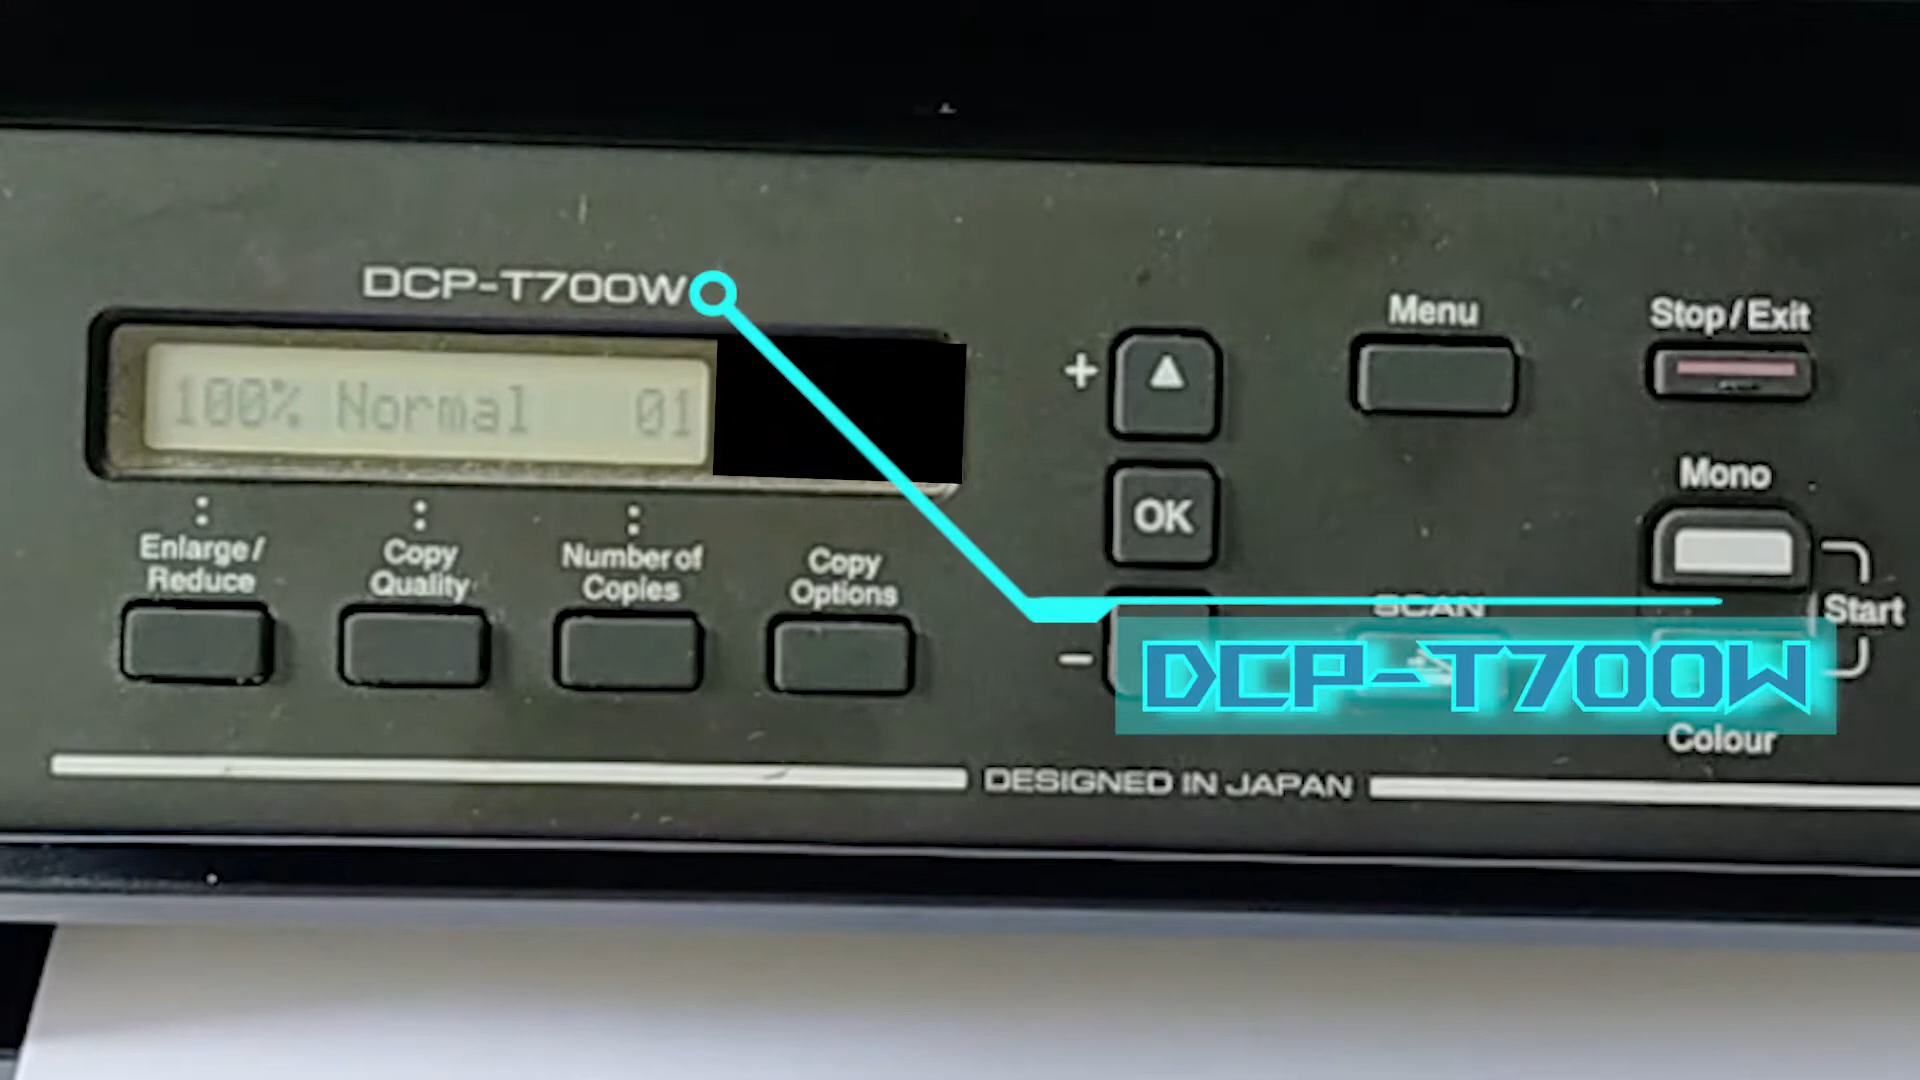 DCP-T700W
100% Normal 01
Enlarge/
Reduce
Copy
Quality
Number of
Copies
Copy
Options
+
OK
-
Menu
Stop/Exit
Mono
Start
SCAN
DCP-T700W
Colour
DESIGNED IN JAPAN